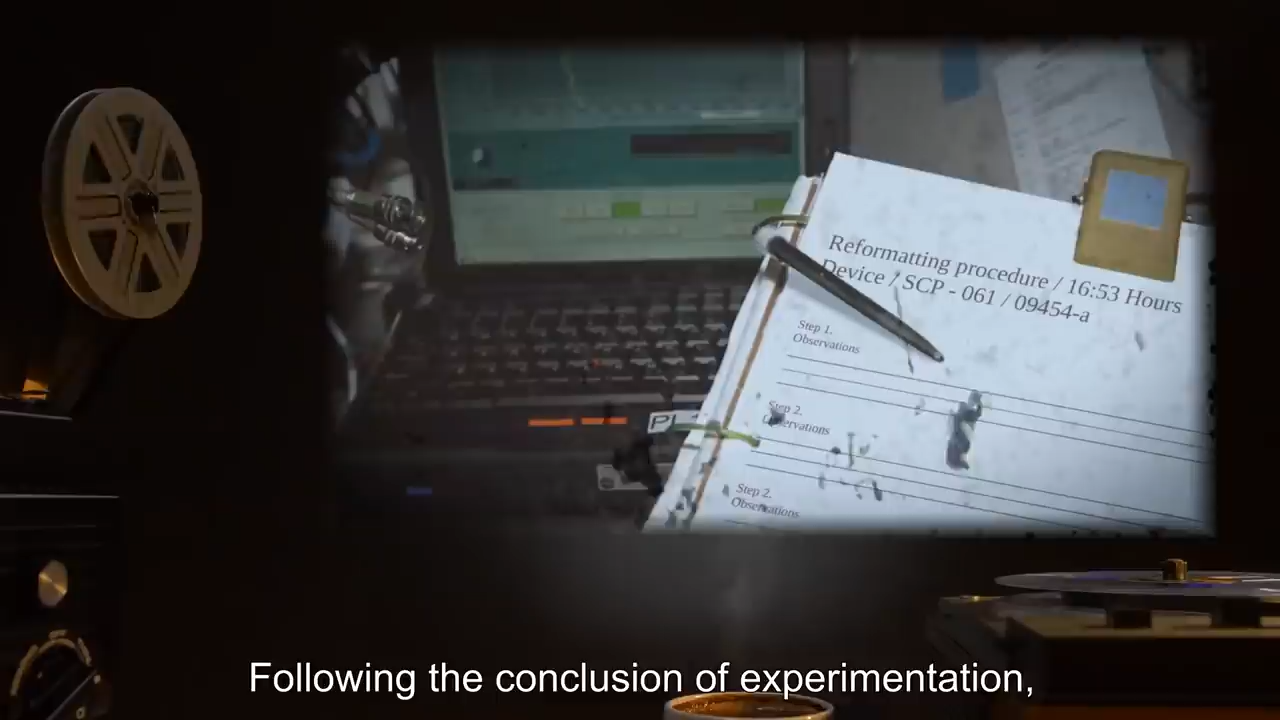 Reformatting procedure / 16:53 Hours
Device / SCP - 061 / 09454-a
Step 1.
Observations
Step 2.
Observations
Step 2.
Observations
Following the conclusion of experimentation,